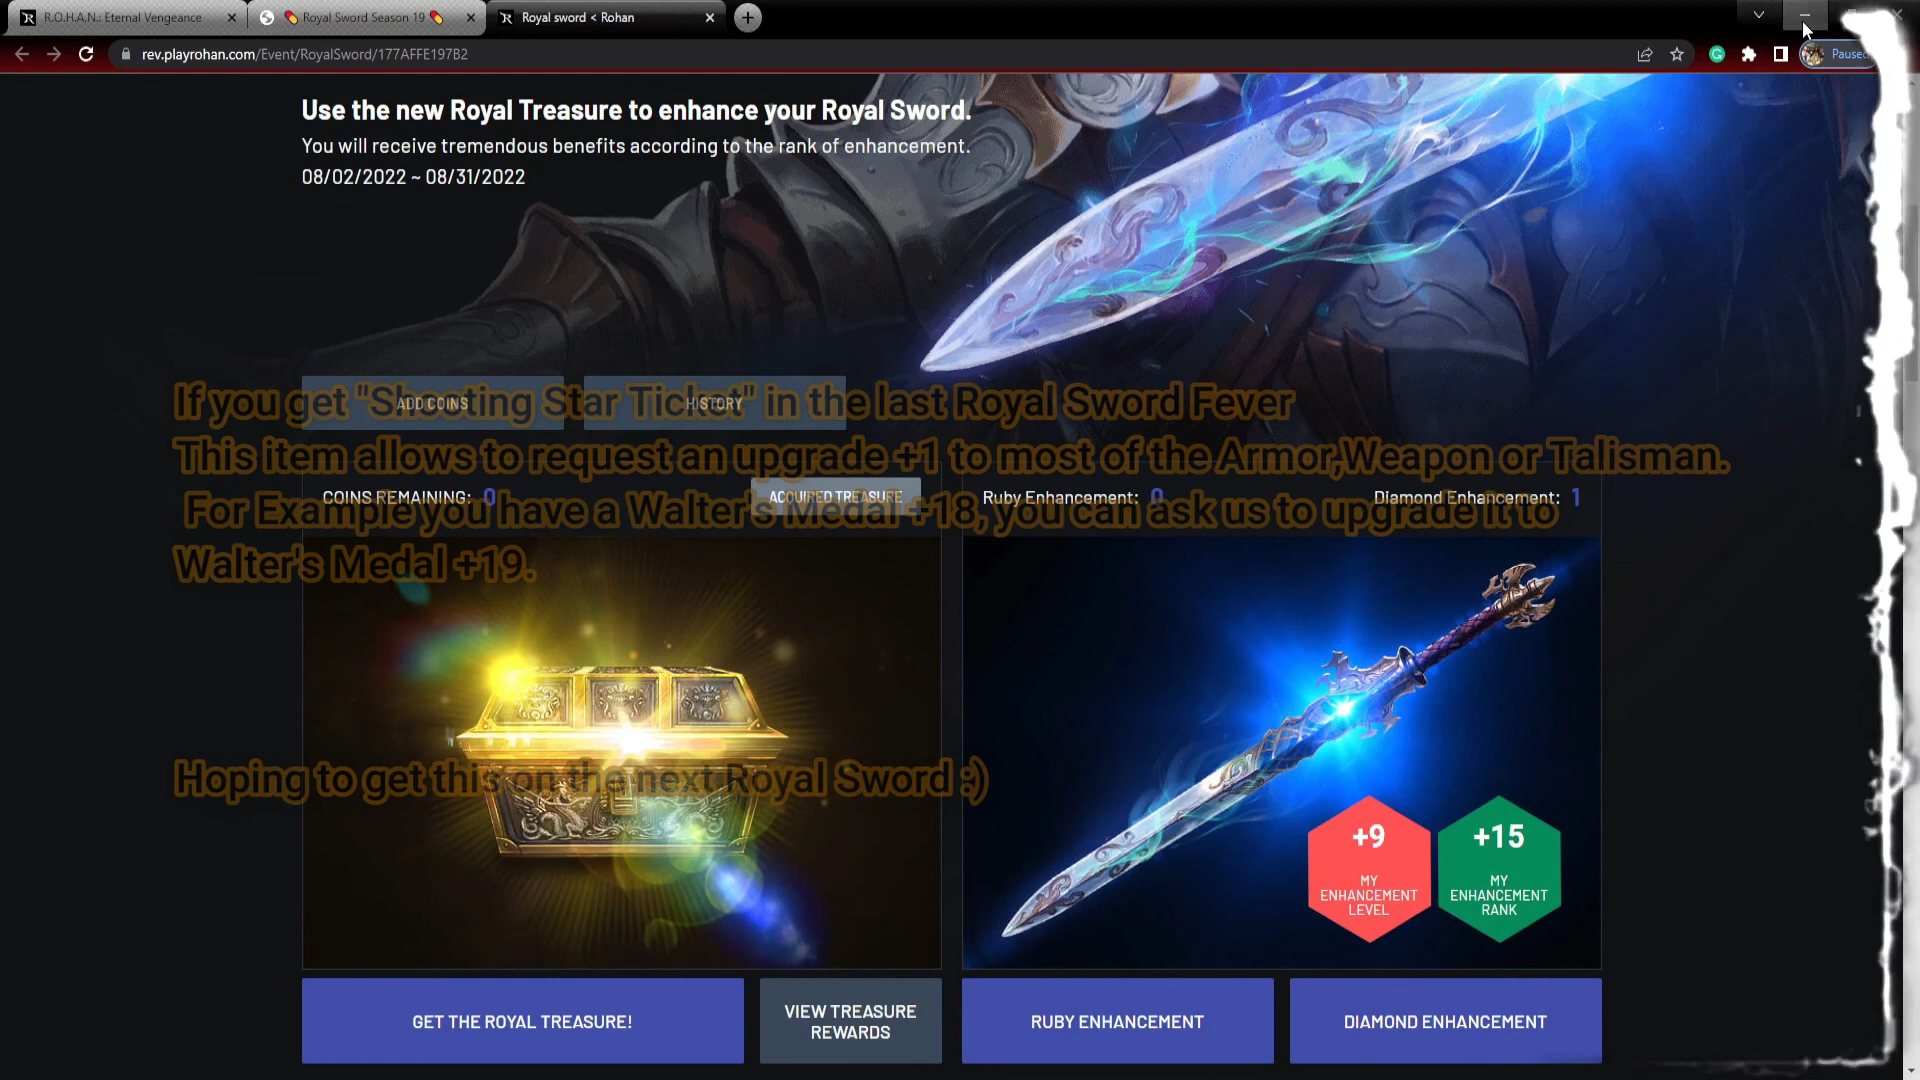 R.O.H.A.N.: Eternal Vengeance
Royal Sword Season 19
Royal sword < Rohan
rev.playrohan.com/Event/RoyalSword/177AFFE197B2
Paused
Use the new Royal Treasure to enhance your Royal Sword.
You will receive tremendous benefits according to the rank of enhancement.
08/02/2022 ~ 08/31/2022
ADD COINS
HISTORY
If you get "Shooting Star Ticket" in the last Royal Sword Fever
This item allows to request an upgrade +1 to most of the Armor,Weapon or Talisman.
COINS REMAINING: 0
ACQUIRED TREASURE
Ruby Enhancement: 0
Diamond Enhancement: 1
For Example you have a Walter's Medal +18, you can ask us to upgrade it to
Walter's Medal +19.
Hoping to get this on the next Royal Sword :)
+9
MY
ENHANCEMENT
LEVEL
+15
MY
ENHANCEMENT
RANK
GET THE ROYAL TREASURE!
VIEW TREASURE
REWARDS
RUBY ENHANCEMENT
DIAMOND ENHANCEMENT